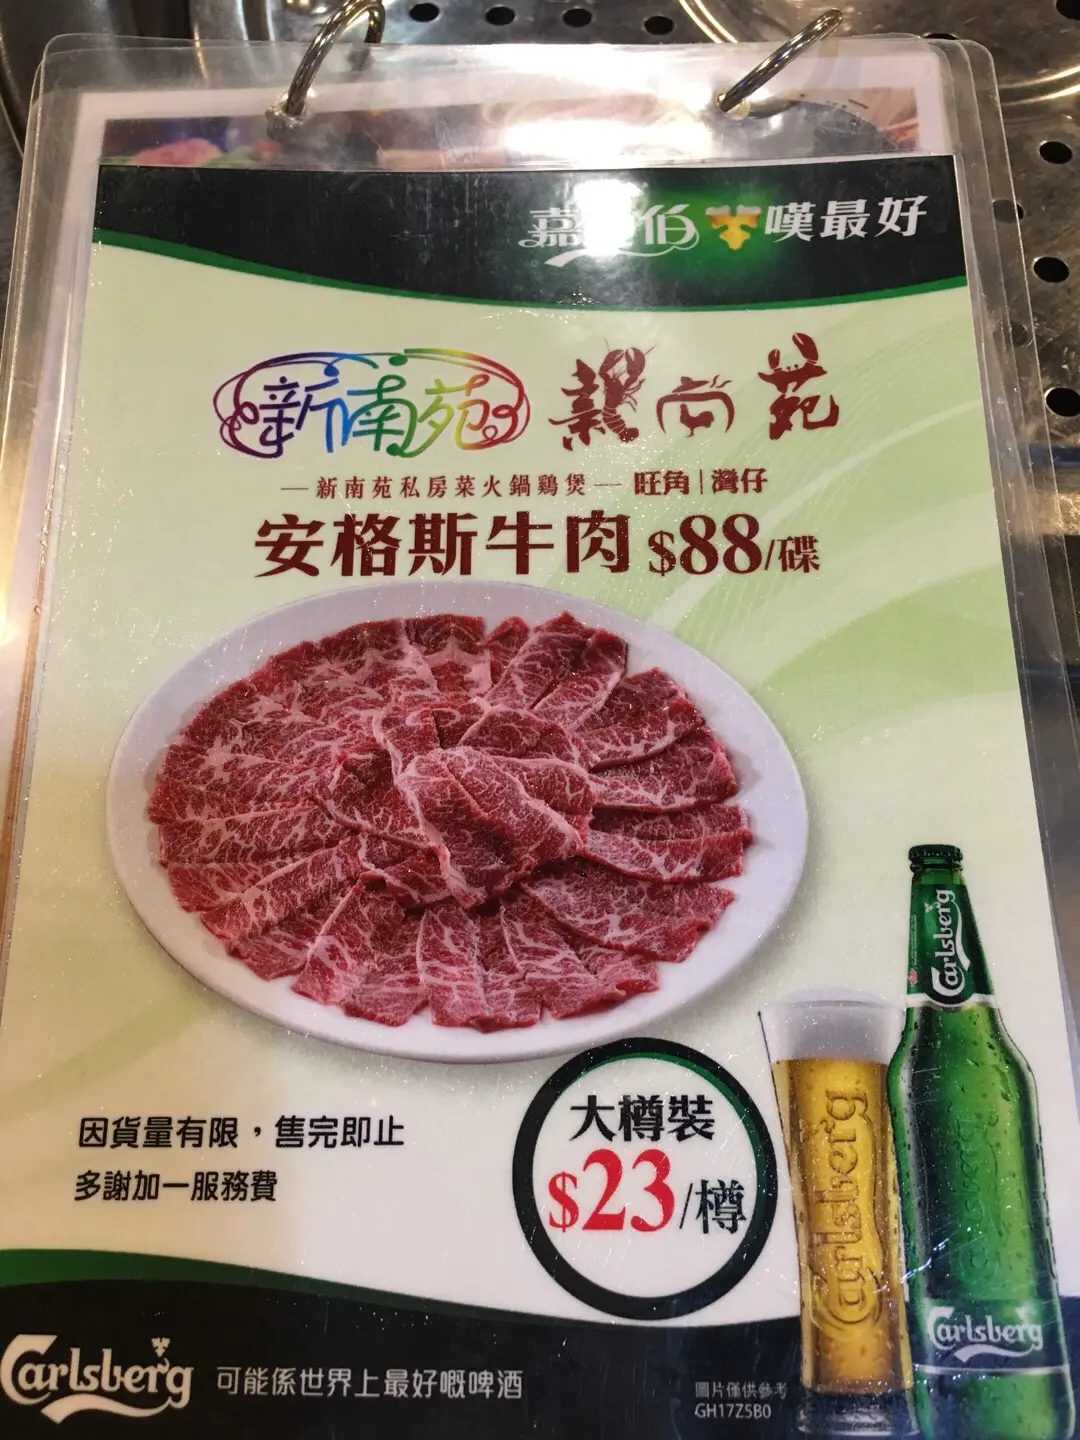 嘉 伯 嘆最好
新南苑 尚苑
—新南苑私房菜火鍋鷄煲— 旺角|灣仔
安格斯牛肉 $88/碟
Carlsberg
Carlsberg
大樽裝
$23/樽
因貨量有限，售完即止
多謝加一服務費
Carlsberg
Carlsberg 可能係世界上最好嘅啤酒
圖片僅供參考
GH17Z5B0